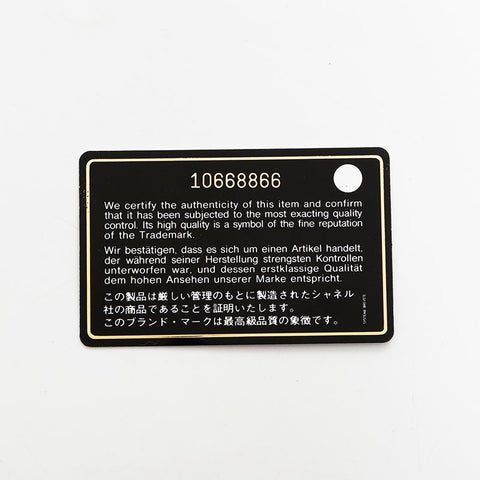 10668866
We certify the authenticity of this item and confirm
that it has been subjected to the most exacting quality
control. Its high quality is a symbol of the fine reputation
of the Trademark.
Wir bestätigen, dass es sich um einen Artikel handelt,
der während seiner Herstellung strengsten Kontrollen
unterworfen war, und dessen erstklassige Qualität
dem hohen Ansehen unserer Marke entspricht.
この製品は厳しい管理のもとに製造されたシャネル
社の商品であることを証明いたします。
このブランド・マークは最高級品質の象徴です。